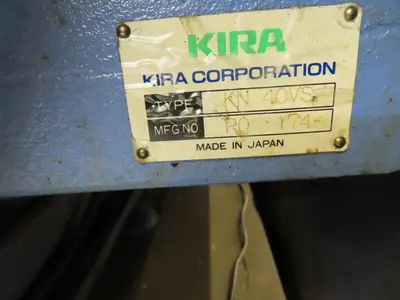 KIRA
KIRA CORPORATION
TYPE KN 40VS
MFG NO. RO 174
MADE IN JAPAN